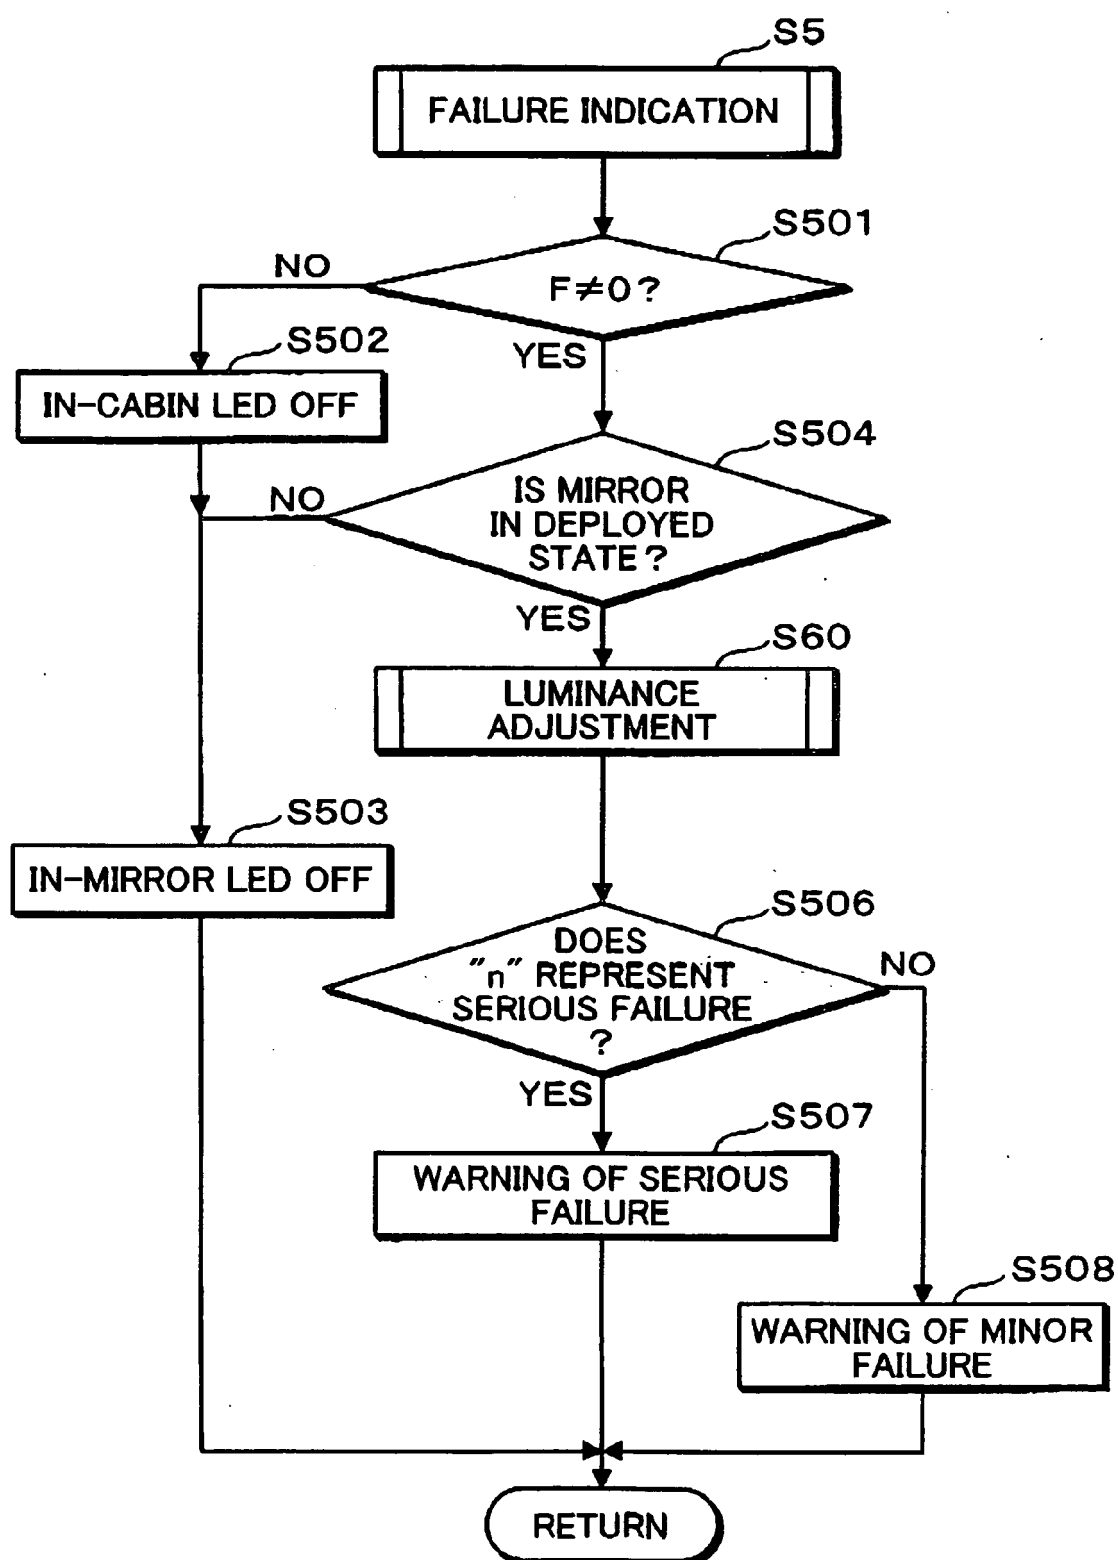 S5
FAILURE INDICATION
S501
NO
F≠0?
S502
YES
IN-CABIN LED OFF
S504
NO
IS MIRROR
IN DEPLOYED
STATE?
YES
S60
LUMINANCE
ADJUSTMENT
S503
IN-MIRROR LED OFF
S506
DOES
"n" REPRESENT
SERIOUS FAILURE
?
NO
YES
S507
WARNING OF SERIOUS
FAILURE
S508
WARNING OF MINOR
FAILURE
RETURN